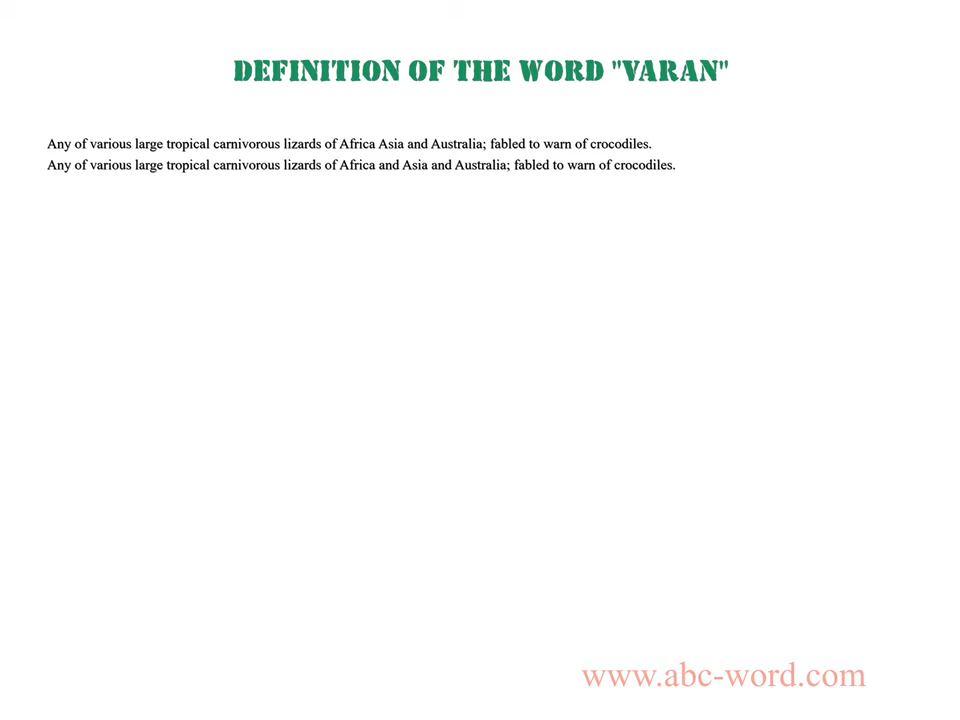 DEFINITION OF THE WORD "VARAN"
Any of various large tropical carnivorous lizards of Africa Asia and Australia; fabled to warn of crocodiles.
Any of various large tropical carnivorous lizards of Africa and Asia and Australia; fabled to warn of crocodiles.
www.abc-word.com